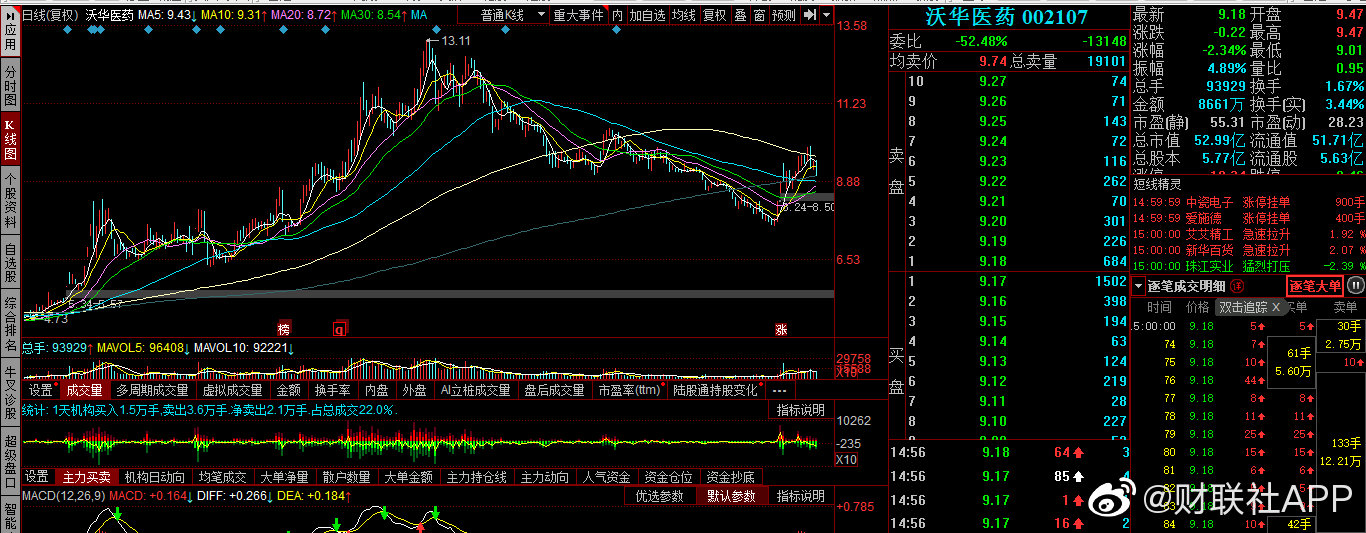 应用
分时图
K线图
个股资料
自选股
综合排名
牛叉诊股
超级盘口
智能
日线(复权) 沃华医药 MA5: 9.43↓ MA10: 9.31↑ MA20: 8.72↑ MA30: 8.54↑ MA
普通K线 重大事件 内 加自选 均线 复权 叠 窗 预测
13.58
11.23
8.88
6.53
13.11
8.24-8.50
5.31-5.57
4.73
榜 q 涨
总手: 93929↑ MAVOL5: 96408↓ MAVOL10: 92221↓
29758
X10
设置 成交量 多周期成交量 虚拟成交量 金额 换手率 内盘 外盘 AI立桩成交量 盘后成交量 市盈率(ttm) 陆股通持股变化
统计: 1天机构买入1.5万手,卖出3.6万手,净卖出2.1万手,占总成交22.0%.
指标说明
10262
-235
X10
设置 主力买卖 机构日动向 均笔成交 大单净量 散户数量 大单金额 主力持仓线 主力动向 人气资金 资金仓位 资金抄底
MACD(12,26,9) MACD: +0.164↓ DIFF: +0.266↓ DEA: +0.184↑
优选参数 默认参数 指标说明
+0.785
沃华医药 002107
委比 -52.48% -13148
均卖价 9.74 总卖量 19101
卖盘
10 9.27 74
9 9.26 71
8 9.25 143
7 9.24 72
6 9.23 116
5 9.22 262
4 9.21 70
3 9.20 301
2 9.19 226
1 9.18 684
买盘
1 9.17 1502
2 9.16 398
3 9.15 194
4 9.14 63
5 9.13 124
6 9.12 219
7 9.11 28
8 9.10 227
14:56 9.18 64 3
14:56 9.17 85 4
14:56 9.17 1
14:56 9.17 16 2
最新 9.18 开盘 9.47
涨跌 -0.22 最高 9.47
涨幅 -2.34% 最低 9.01
振幅 4.89% 量比 0.95
总手 93929 换手 1.67%
金额 8661万 换手(实) 3.44%
市盈(静) 55.31 市盈(动) 28.23
总市值 52.99亿 流通值 51.71亿
总股本 5.77亿 流通股 5.63亿
短线精灵
14:59:59 中瓷电子 涨停挂单 900手
14:59:59 爱施德 涨停挂单 400手
15:00:00 艾艾精工 急速拉升 1.92 %
15:00:00 新华百货 急速拉升 2.07 %
15:00:00 珠江实业 猛烈打压 -2.39 %
逐笔成交明细 详 逐笔大单
时间 价格 双击追踪 X 买单 卖单
5:00:00 9.18 5 5 30手
74 9.18 7 61手 2.75万
75 9.18 10 5.60万 10
76 9.18 44
77 9.18 8 8
78 9.18 11 11
79 9.18 25 25 133手
80 9.18 15 15 12.21万
81 9.18 6 6
84 9.18 10 42手
@财联社APP